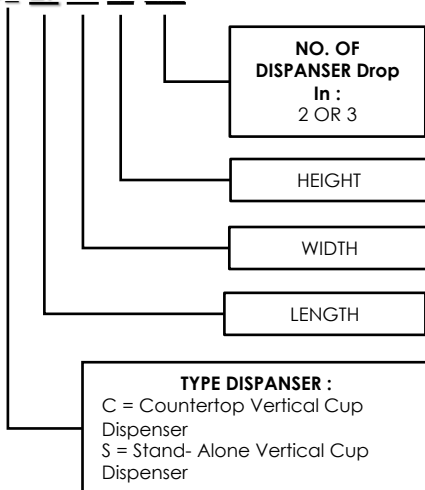 NO. OF
DISPANSER Drop
In :
2 OR 3
HEIGHT
WIDTH
LENGTH
TYPE DISPANSER :
C = Countertop Vertical Cup
Dispenser
S = Stand- Alone Vertical Cup
Dispenser